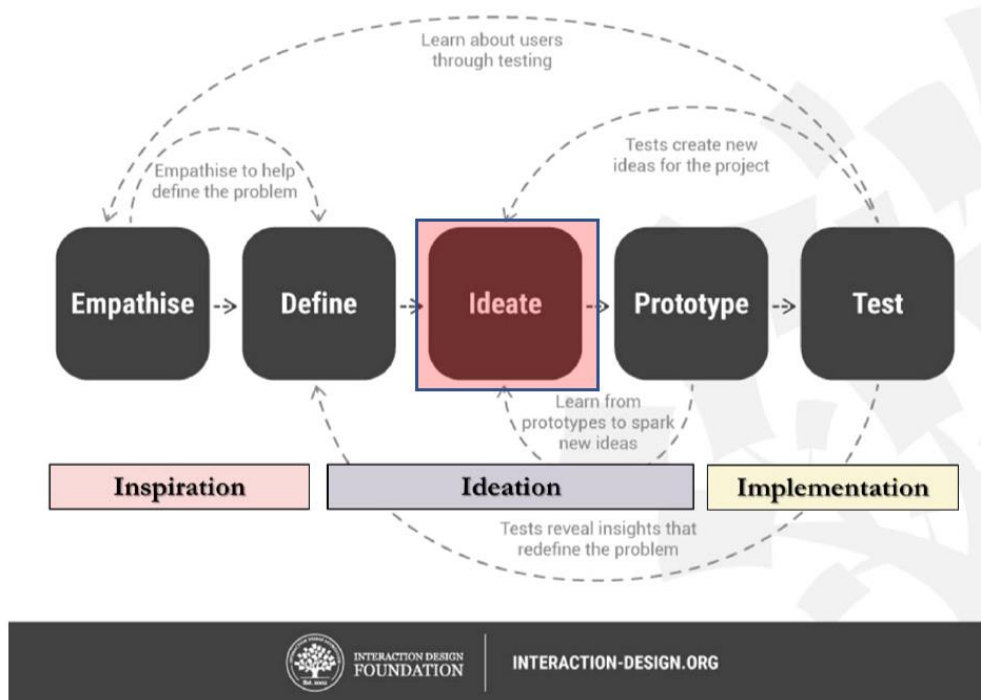 Learn about users
through testing
Tests create new
ideas for the project
Empathise to help
define the problem
Empathise
Define
Ideate
Prototype
Test
Learn from
prototypes to spark
new ideas
Inspiration
Ideation
Implementation
Tests reveal insights that
redefine the problem
INTERACTION DESIGN
FOUNDATION
Est. 2002
INTERACTION-DESIGN.ORG